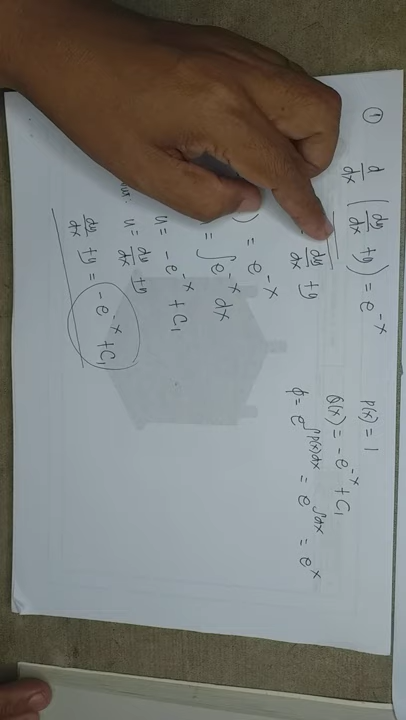 ①
d/dx (dy/dx + y) = e^-x
dy/dx + y
) = e^-x
= ∫ e^-x dx
u = -e^-x + C₁
u = dy/dx + y
dy/dx + y = -e^-x + C₁
p(x) = 1
Q(x) = -e^-x + C₁
ϕ = e^∫p(x)dx = e^∫dx = e^x